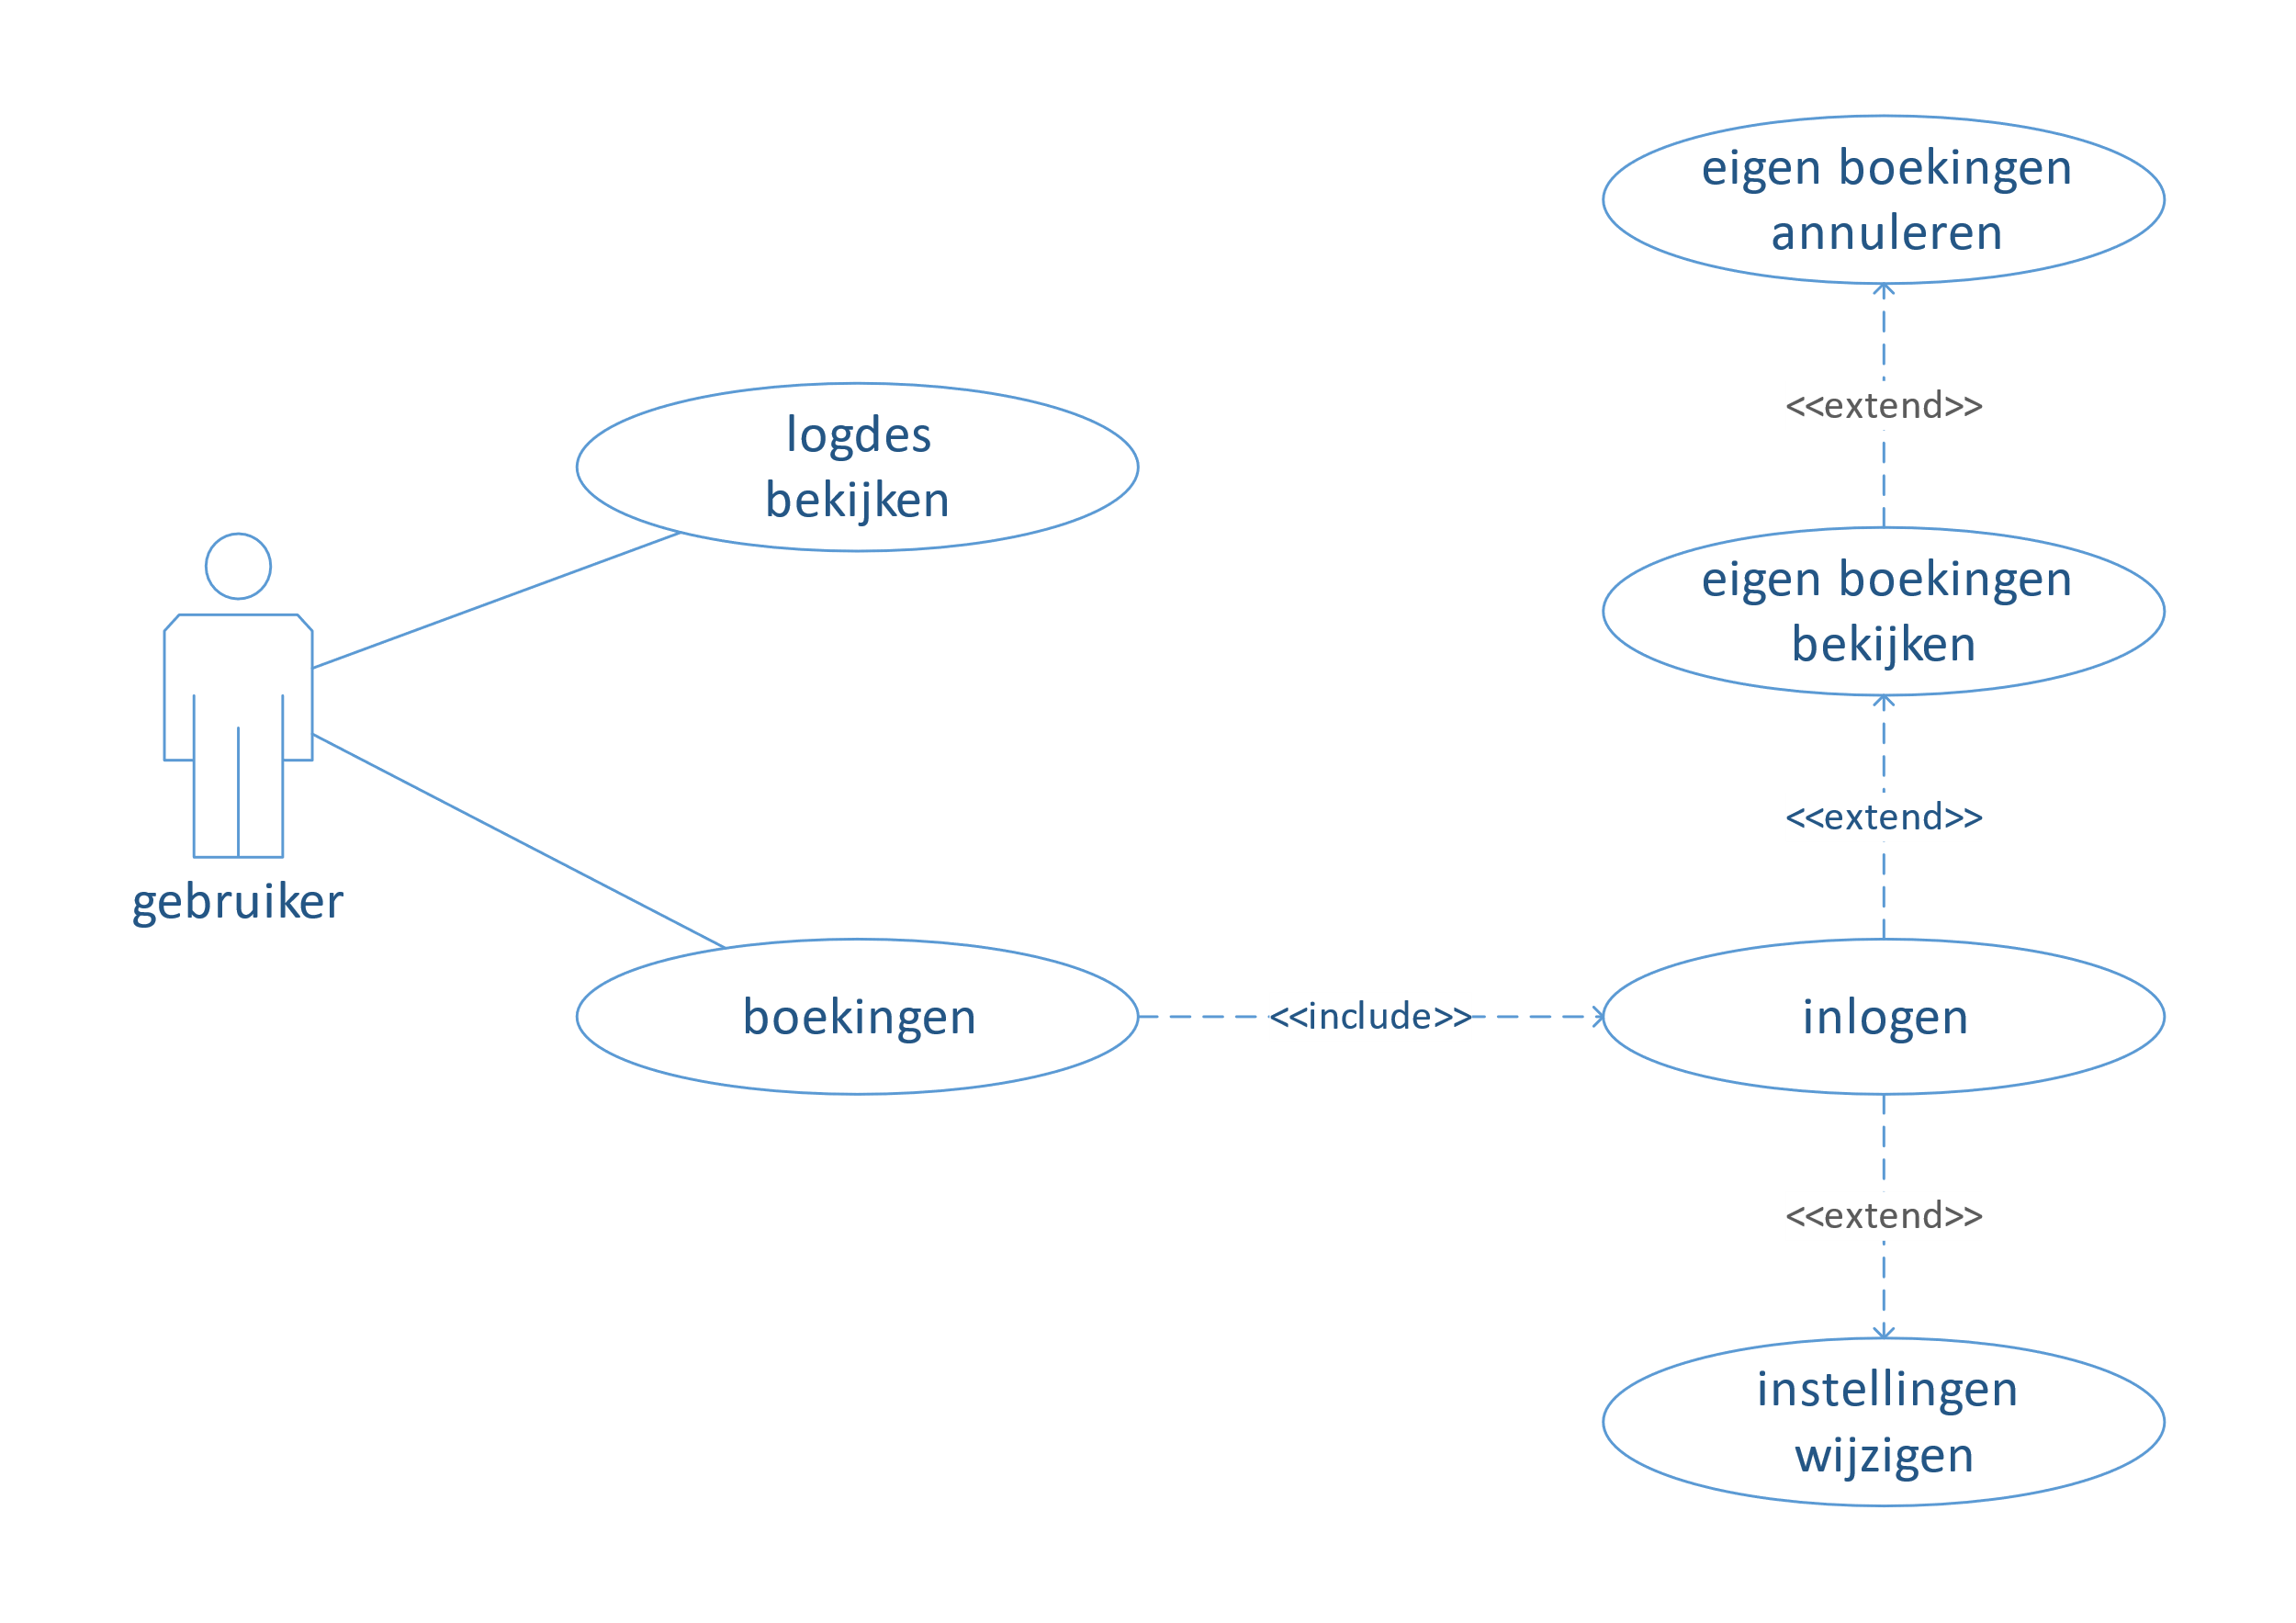 eigen boekingen
annuleren
<<extend>>
logdes
bekijken
eigen boekingen
bekijken
<<extend>>
gebruiker
boekingen
<<include>>
inlogen
<<extend>>
instellingen
wijzigen